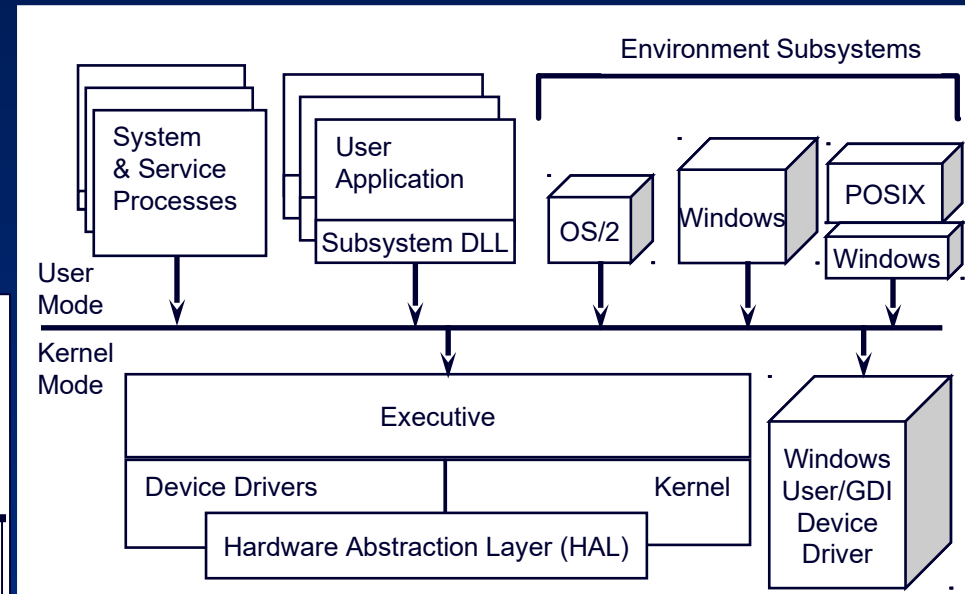 Environment Subsystems
System
& Service
Processes
User
Application
Subsystem DLL
OS/2
Windows
POSIX
Windows
User
Mode
Kernel
Mode
Executive
Device Drivers
Kernel
Hardware Abstraction Layer (HAL)
Windows
User/GDI
Device
Driver